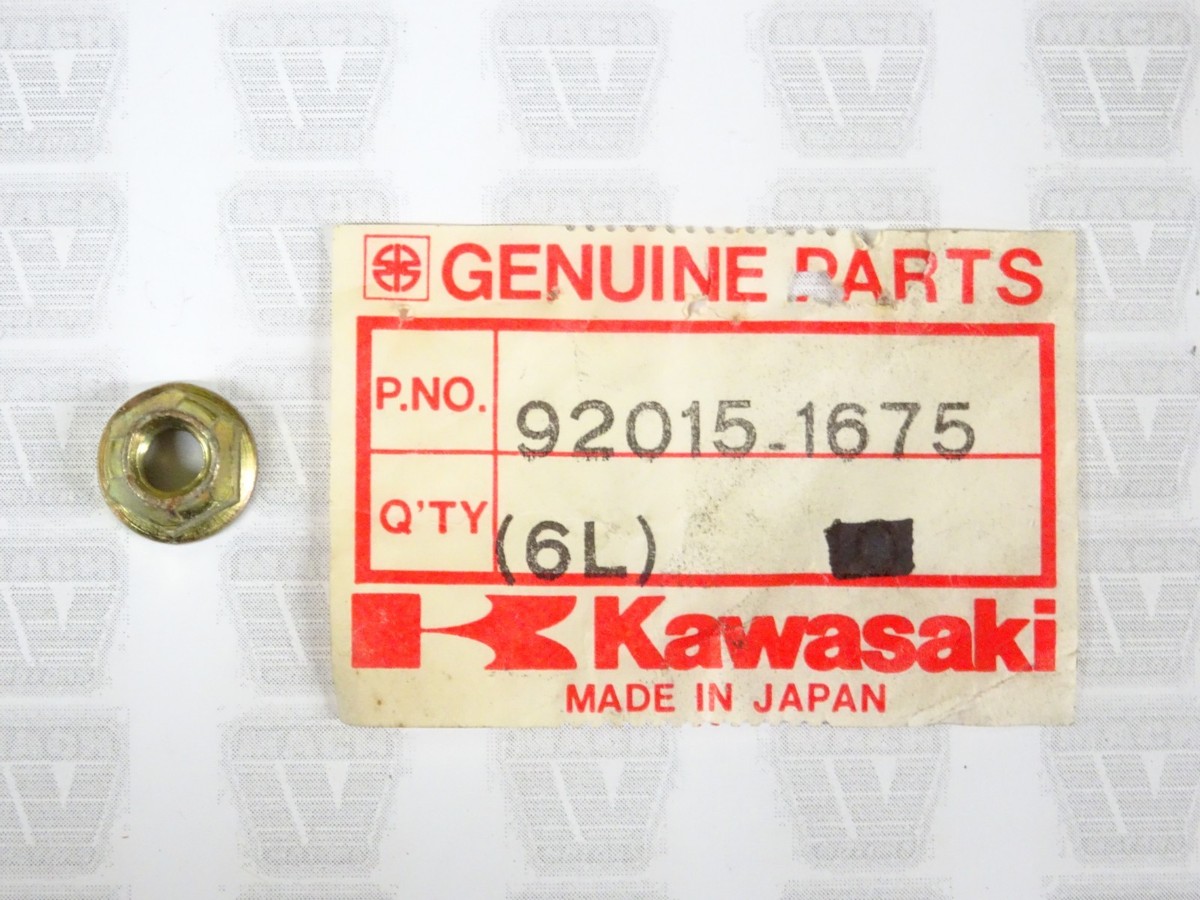 GENUINE PARTS
P.NO. 92015-1675
Q'TY (6L)
Kawasaki
MADE IN JAPAN